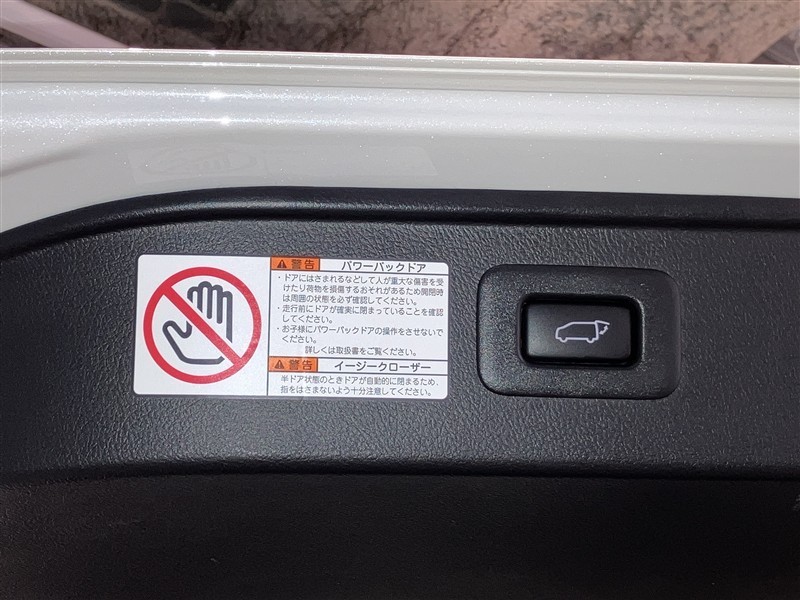 警告 パワーバックドア
・ドアにはさまれるなどして人が重大な傷害を受
けたり荷物を損傷するおそれがあるため開閉時
は周囲の状態を必ず確認してください。
・走行前にドアが確実に閉まっていることを確認
してください。
・お子様にパワーバックドアの操作をさせないで
ください。
詳しくは取扱書をご覧ください。
警告 イージークローザー
半ドア状態のときドアが自動的に閉まるため、
指をはさまないよう十分注意してください。